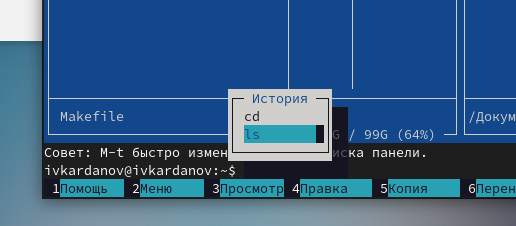 История
cd
ls
Makefile
G / 99G (64%)
/Докум
Совет: M-t быстро измен
иска панели.
ivkardanov@ivkardanov:~$
1Помощь 2Меню 3Просмотр 4Правка 5Копия 6Перен